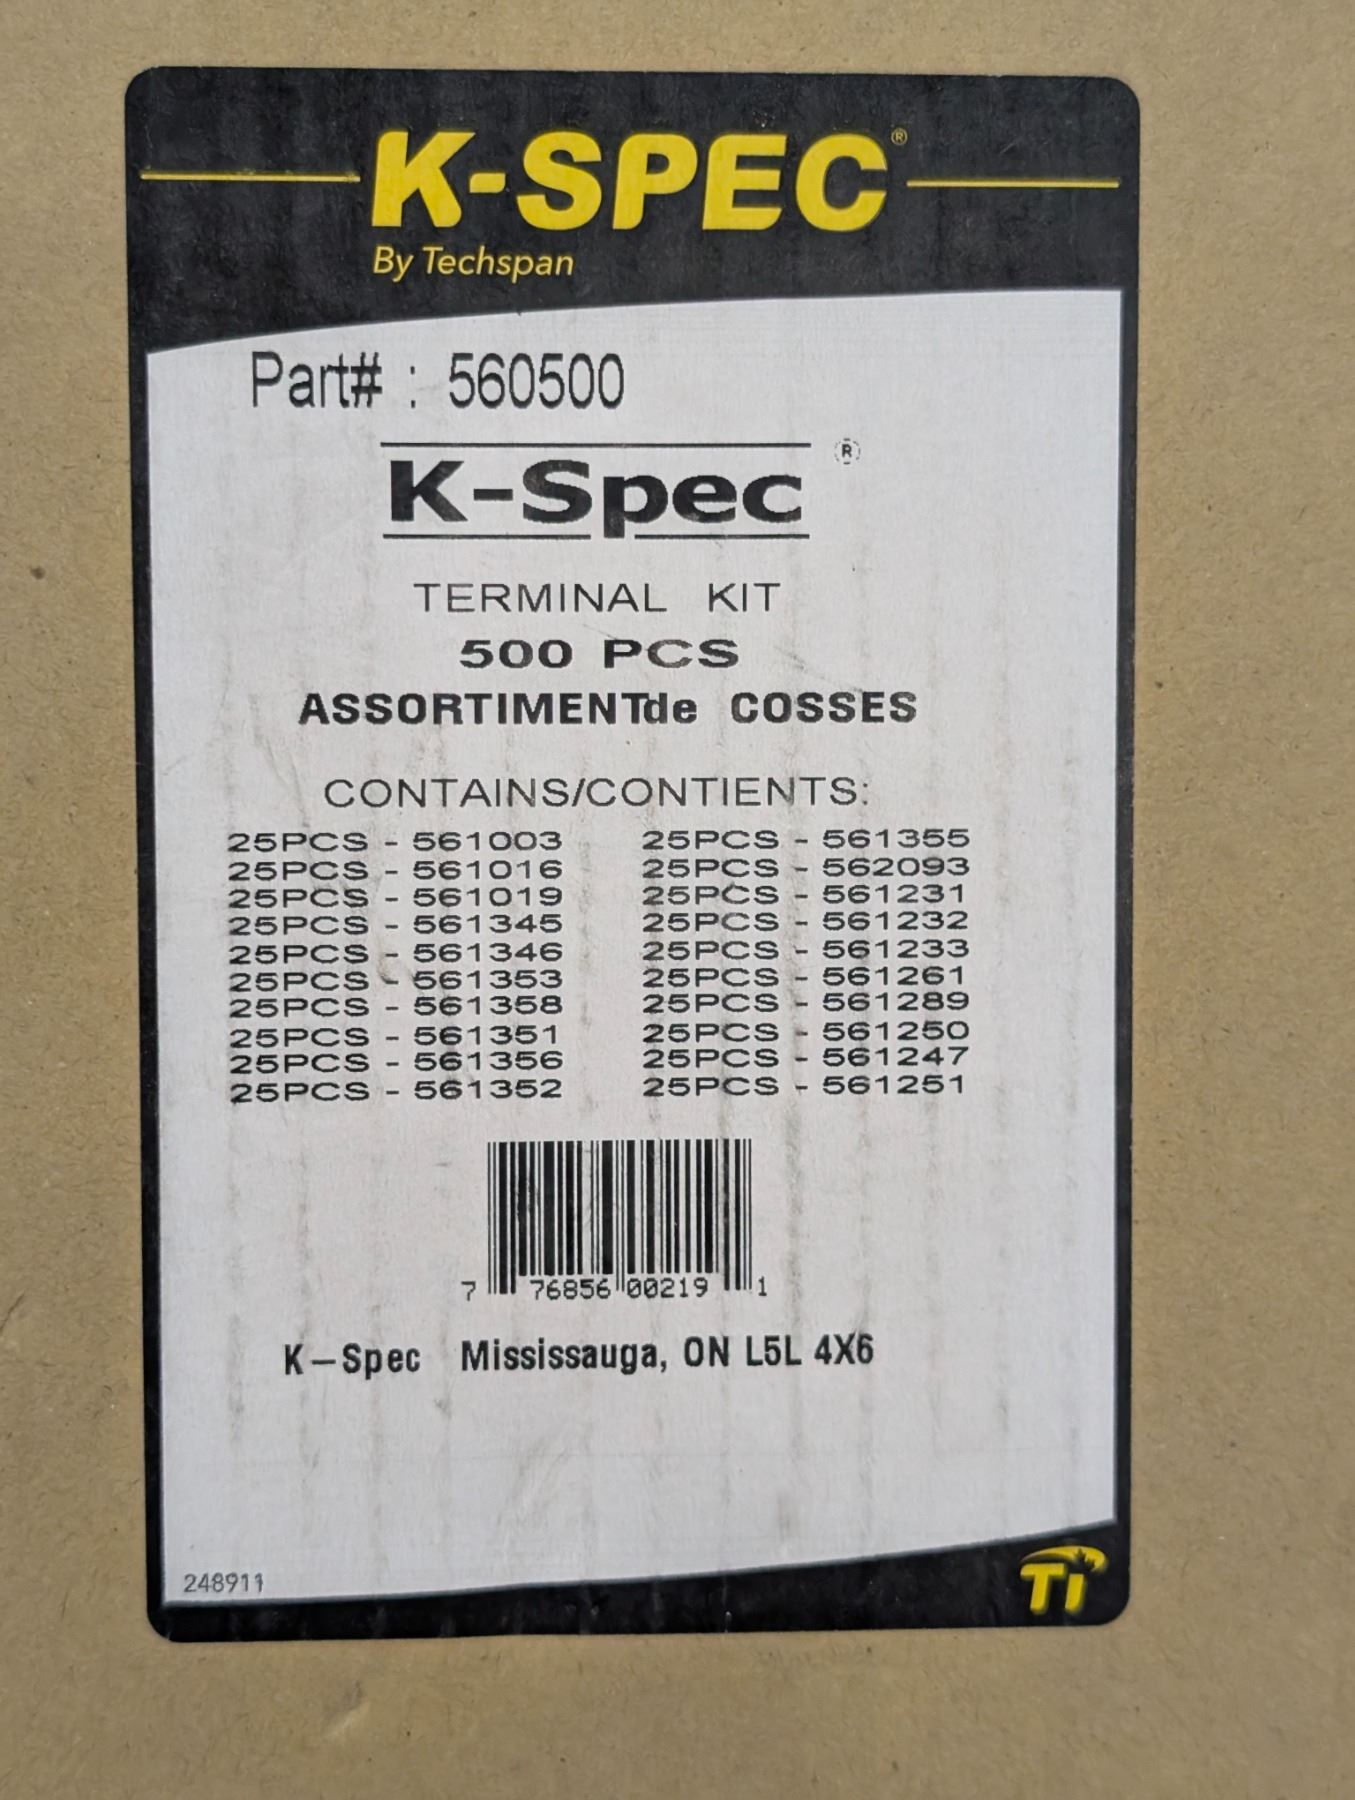 K-SPEC®
By Techspan
Part# : 560500
K-Spec ®
TERMINAL KIT
500 PCS
ASSORTIMENTde COSSES
CONTAINS/CONTIENTS:
25PCS - 561003 25PCS - 561355
25PCS - 561016 25PCS - 562093
25PCS - 561019 25PCS - 561231
25PCS - 561345 25PCS - 561232
25PCS - 561346 25PCS - 561233
25PCS - 561353 25PCS - 561261
25PCS - 561358 25PCS - 561289
25PCS - 561351 25PCS - 561250
25PCS - 561356 25PCS - 561247
25PCS - 561352 25PCS - 561251
7 76856 00219 1
K-Spec Mississauga, ON L5L 4X6
248911
Ti